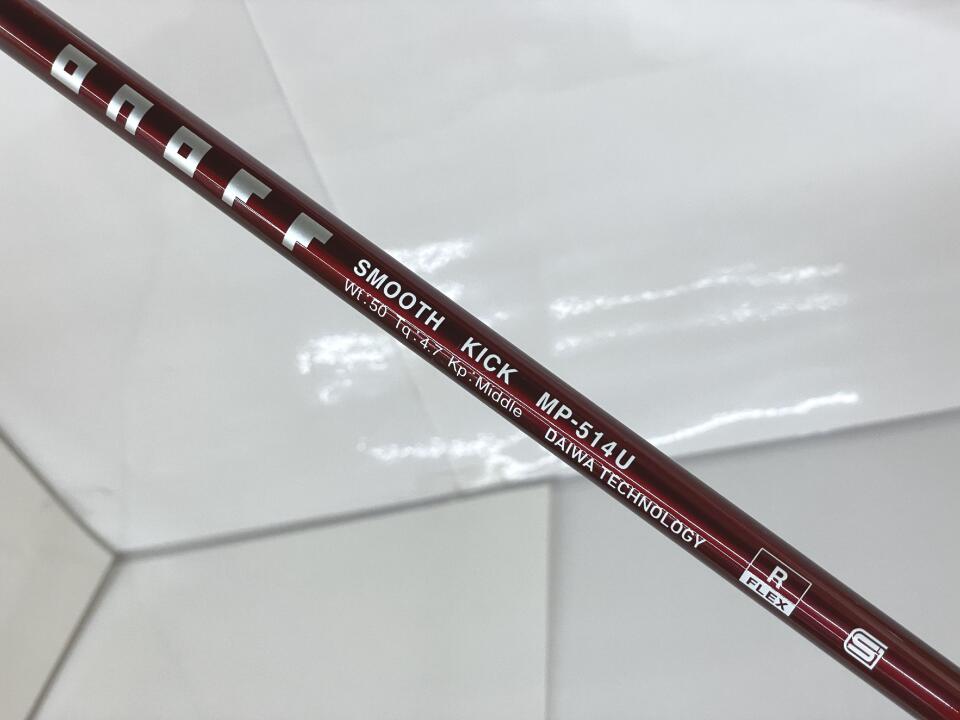 onoff
SMOOTH KICK MP-514U
Wt:50 Tq:4.7 Kp:Middle DAIWA TECHNOLOGY
R
FLEX